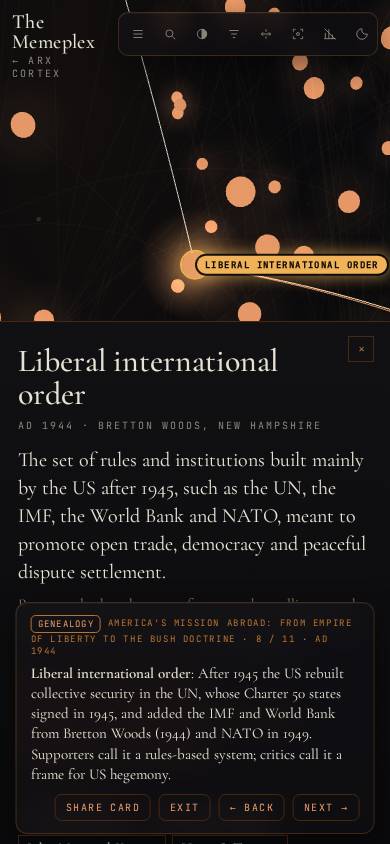 The
Memeplex
← ARX
CORTEX
LIBERAL INTERNATIONAL ORDER
Liberal international
order
×
AD 1944 · BRETTON WOODS, NEW HAMPSHIRE
The set of rules and institutions built mainly
by the US after 1945, such as the UN, the
IMF, the World Bank and NATO, meant to
promote open trade, democracy and peaceful
dispute settlement.
GENEALOGY AMERICA'S MISSION ABROAD: FROM EMPIRE
OF LIBERTY TO THE BUSH DOCTRINE · 8 / 11 · AD
1944
Liberal international order: After 1945 the US rebuilt
collective security in the UN, whose Charter 50 states
signed in 1945, and added the IMF and World Bank
from Bretton Woods (1944) and NATO in 1949.
Supporters call it a rules-based system; critics call it a
frame for US hegemony.
SHARE CARD EXIT ← BACK NEXT →